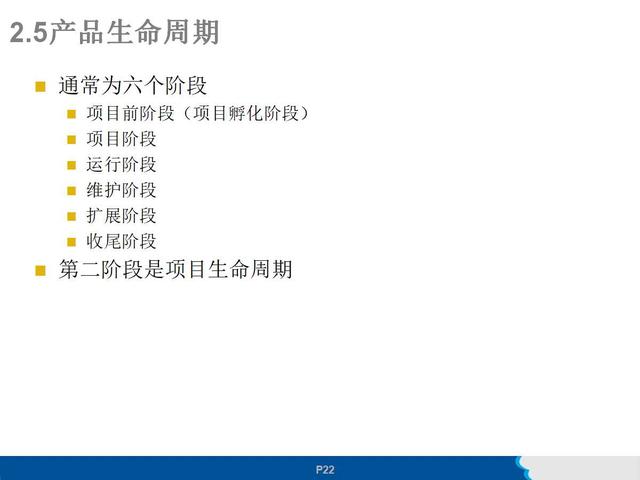 2.5产品生命周期
通常为六个阶段
项目前阶段（项目孵化阶段）
项目阶段
运行阶段
维护阶段
扩展阶段
收尾阶段
第二阶段是项目生命周期
P22